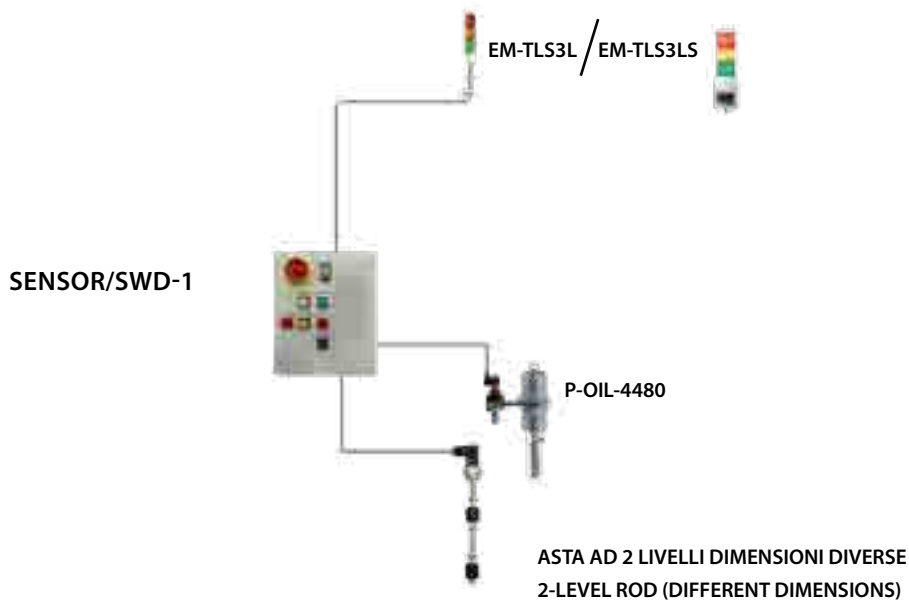 EM-TLS3L / EM-TLS3LS
SENSOR/SWD-1
P-OIL-4480
ASTA AD 2 LIVELLI DIMENSIONI DIVERSE
2-LEVEL ROD (DIFFERENT DIMENSIONS)